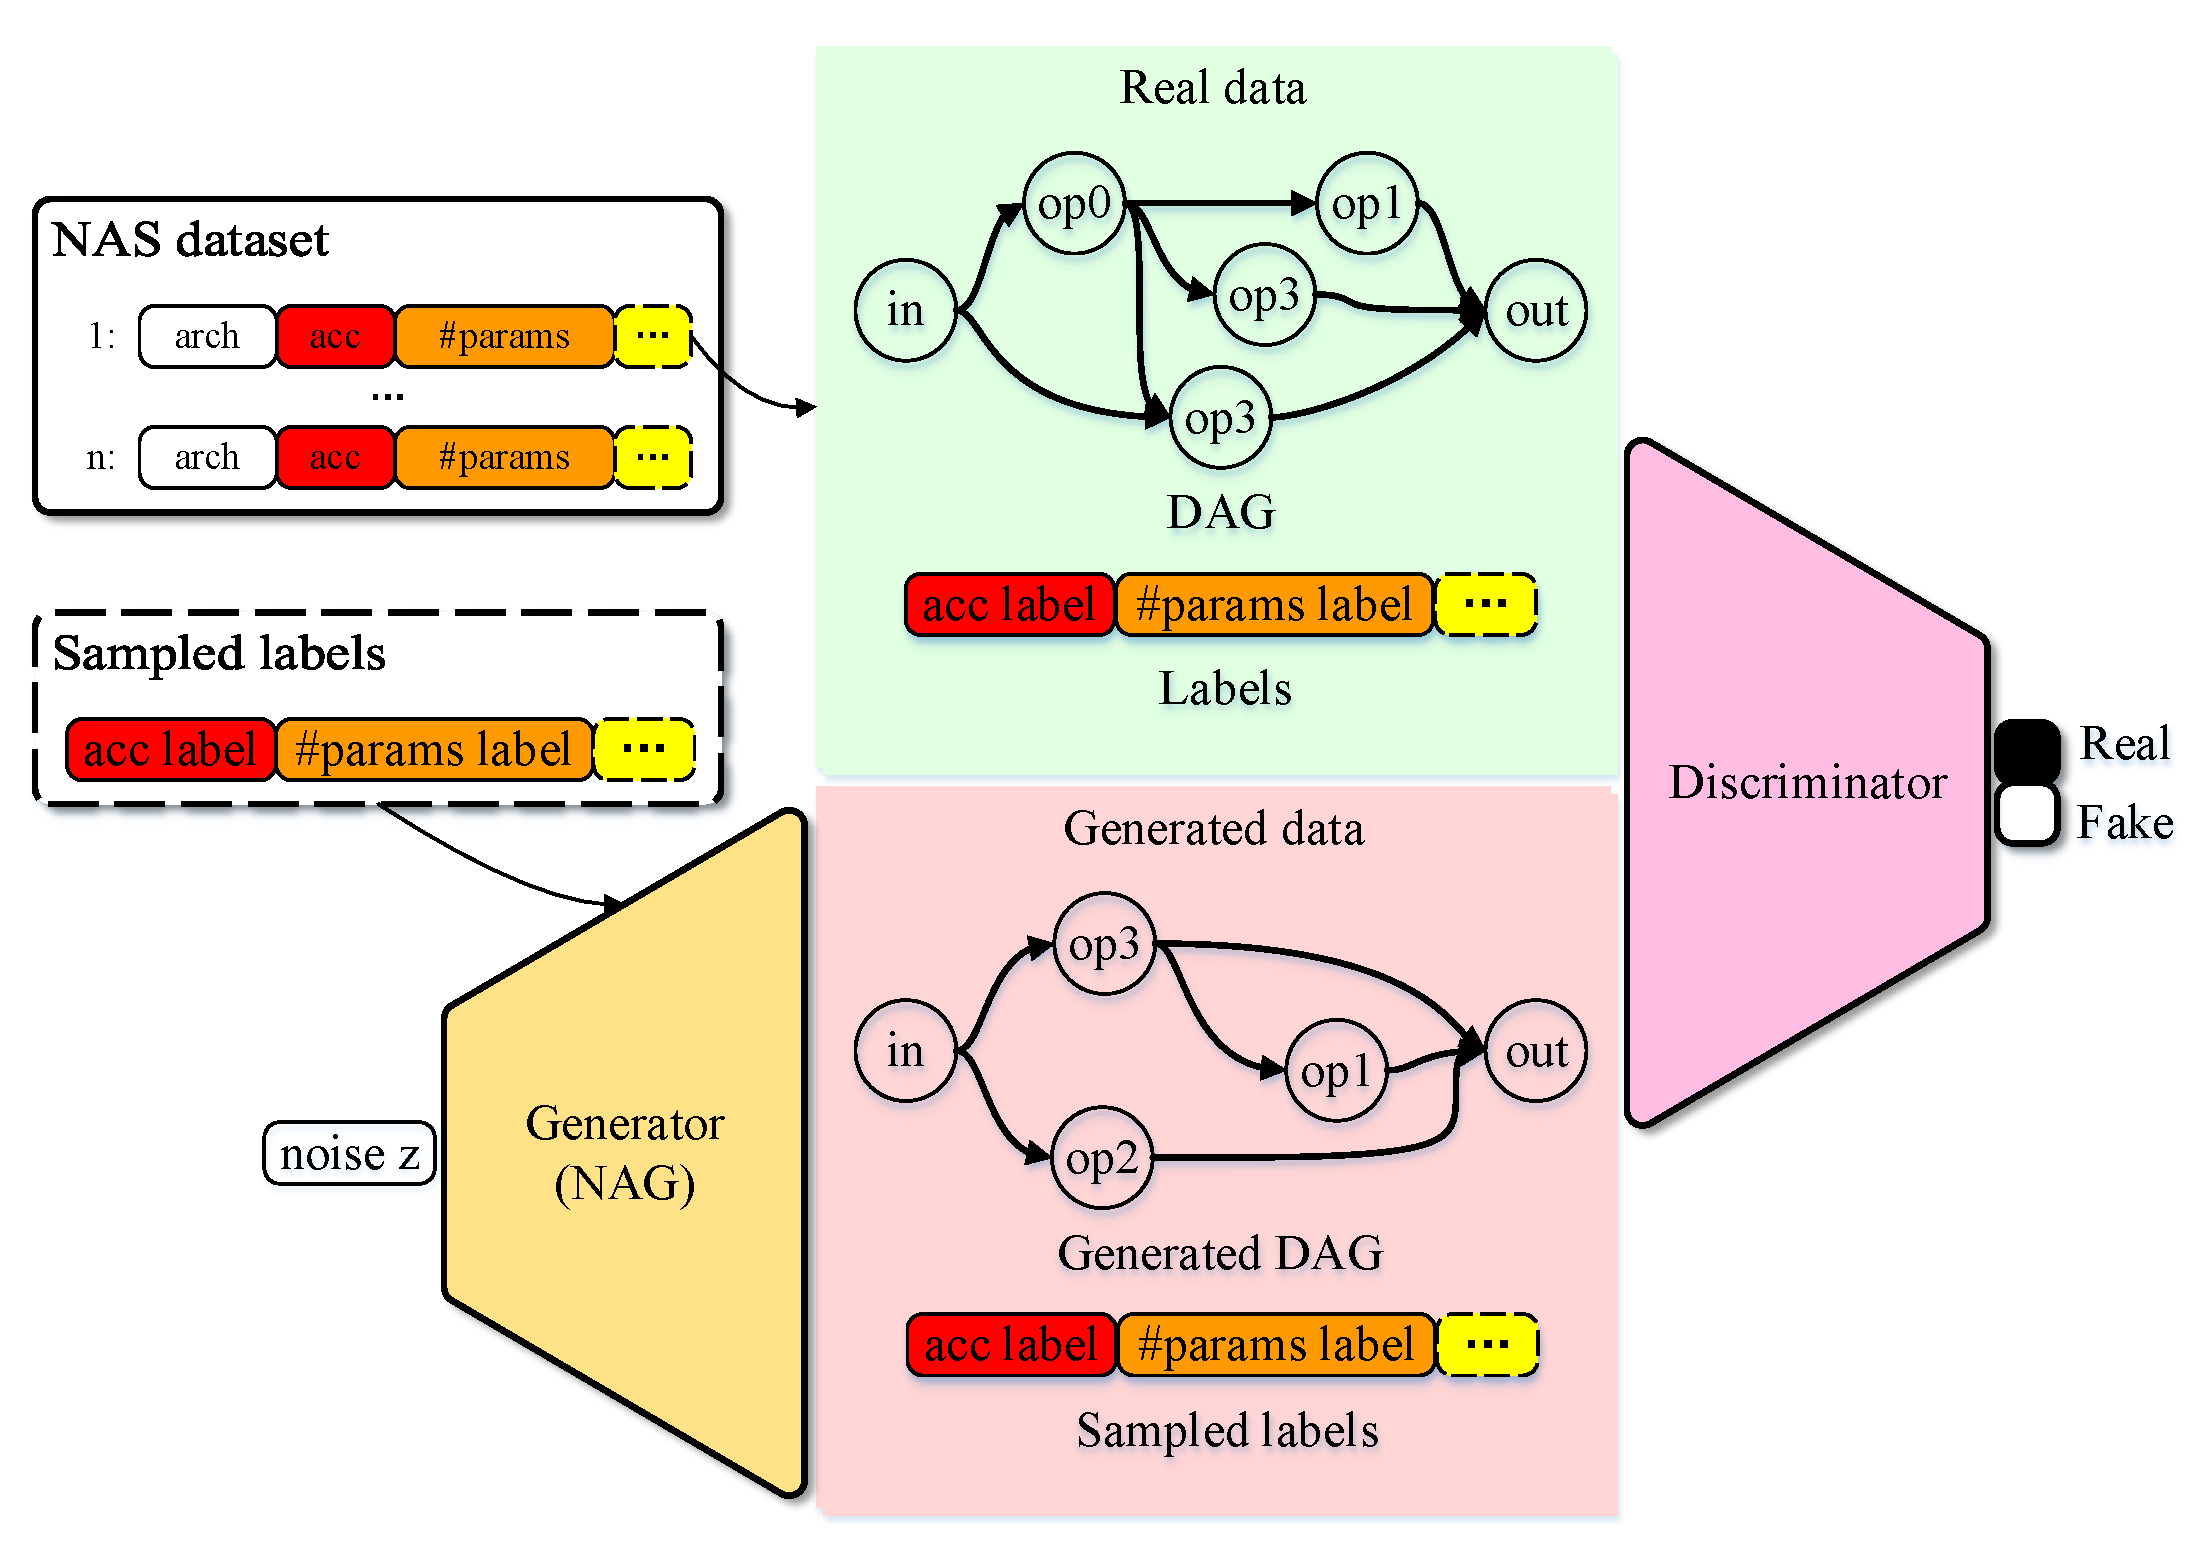 NAS dataset
1: arch acc #params ...
...
n: arch acc #params ...
Sampled labels
acc label #params label ...
noise z
Generator
(NAG)
Real data
in op0 op1 op3 op3 out
DAG
acc label #params label ...
Labels
Generated data
in op3 op1 op2 out
Generated DAG
acc label #params label ...
Sampled labels
Discriminator
Real
Fake